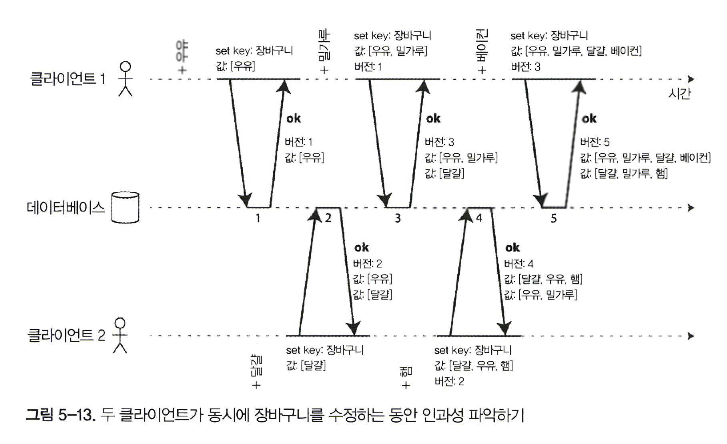 + 우유
set key: 장바구니
값: [우유]
+ 밀가루
set key: 장바구니
값: [우유, 밀가루]
버전: 1
+ 베이컨
set key: 장바구니
값: [우유, 밀가루, 달걀, 베이컨]
버전: 3
클라이언트 1
시간
ok
버전: 1
값: [우유]
ok
버전: 3
값: [우유, 밀가루]
값: [달걀]
ok
버전: 5
값: [우유, 밀가루, 달걀, 베이컨]
값: [달걀, 밀가루, 햄]
데이터베이스
1
2
3
4
5
ok
버전: 2
값: [우유]
값: [달걀]
ok
버전: 4
값: [달걀, 우유, 햄]
값: [우유, 밀가루]
클라이언트 2
+ 달걀
set key: 장바구니
값: [달걀]
+ 햄
set key: 장바구니
값: [달걀, 우유, 햄]
버전: 2
그림 5-13. 두 클라이언트가 동시에 장바구니를 수정하는 동안 인과성 파악하기